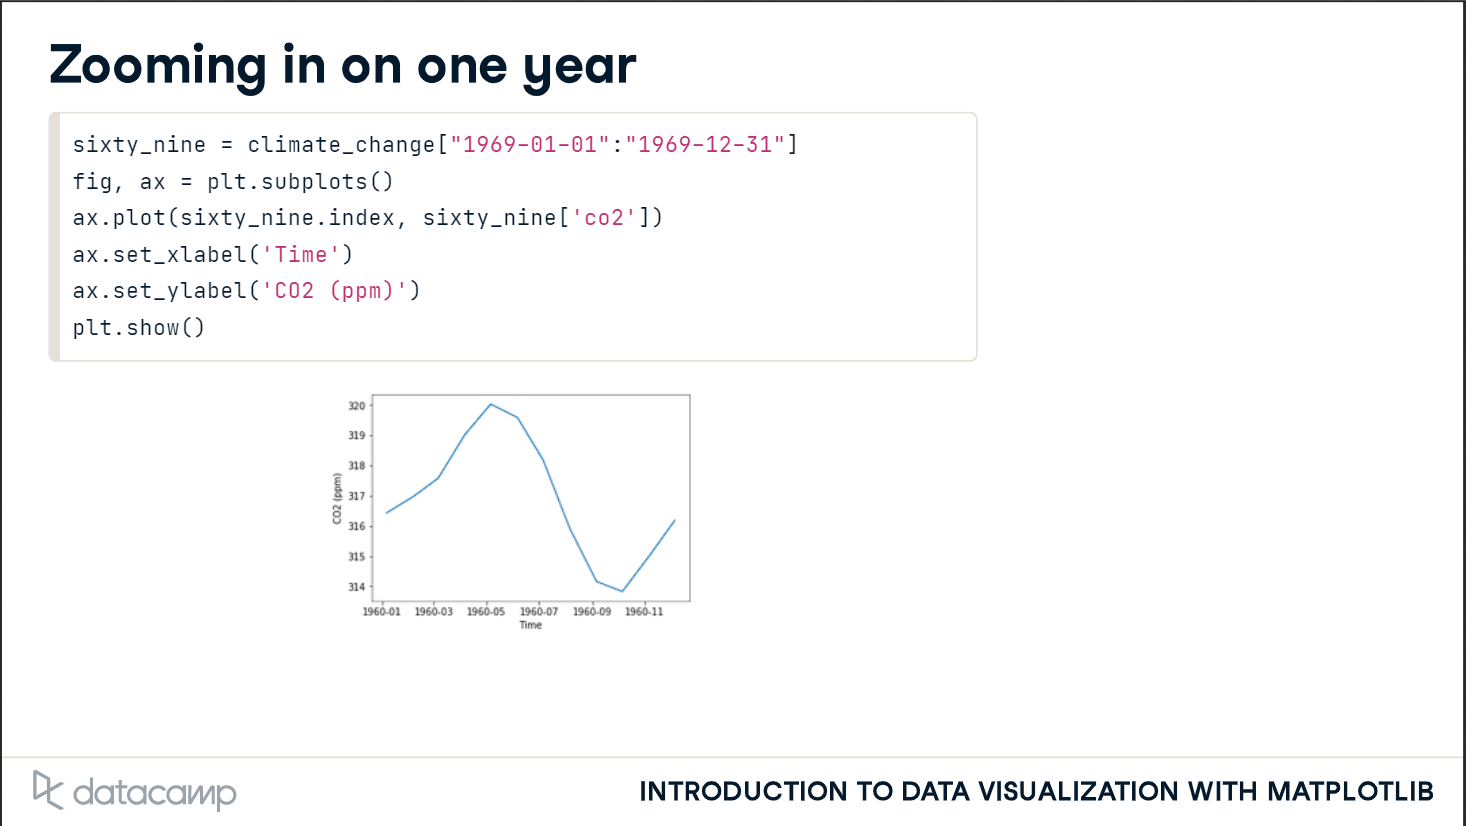 Zooming in on one year
sixty_nine = climate_change["1969-01-01":"1969-12-31"]
fig, ax = plt.subplots()
ax.plot(sixty_nine.index, sixty_nine['co2'])
ax.set_xlabel('Time')
ax.set_ylabel('CO2 (ppm)')
plt.show()
320
319
318
317
316
315
314
CO2 (ppm)
1960-01 1960-03 1960-05 1960-07 1960-09 1960-11
Time
datacamp
INTRODUCTION TO DATA VISUALIZATION WITH MATPLOTLIB